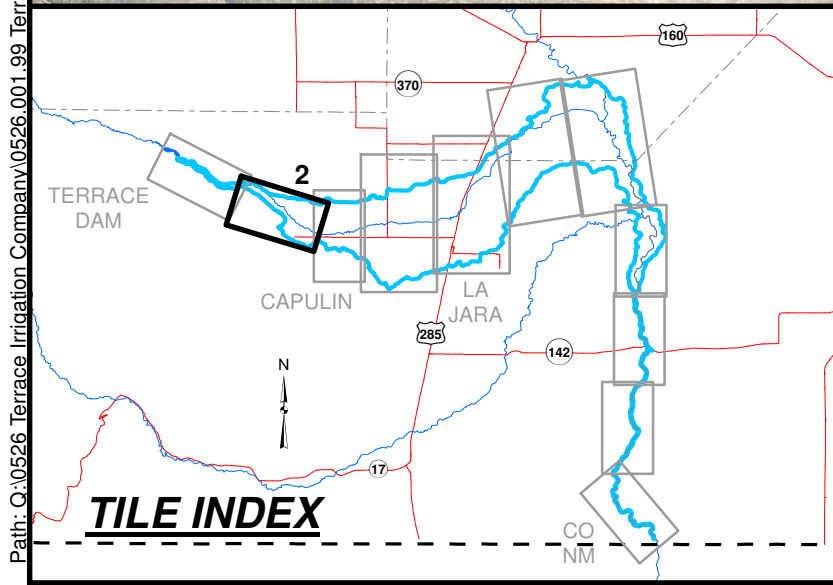 160
370
2
TERRACE
DAM
CAPULIN
LA
JARA
285
142
N
17
TILE INDEX
CO
NM
Path: Q:\0526 Terrace Irrigation Company\0526.001.99 Terr